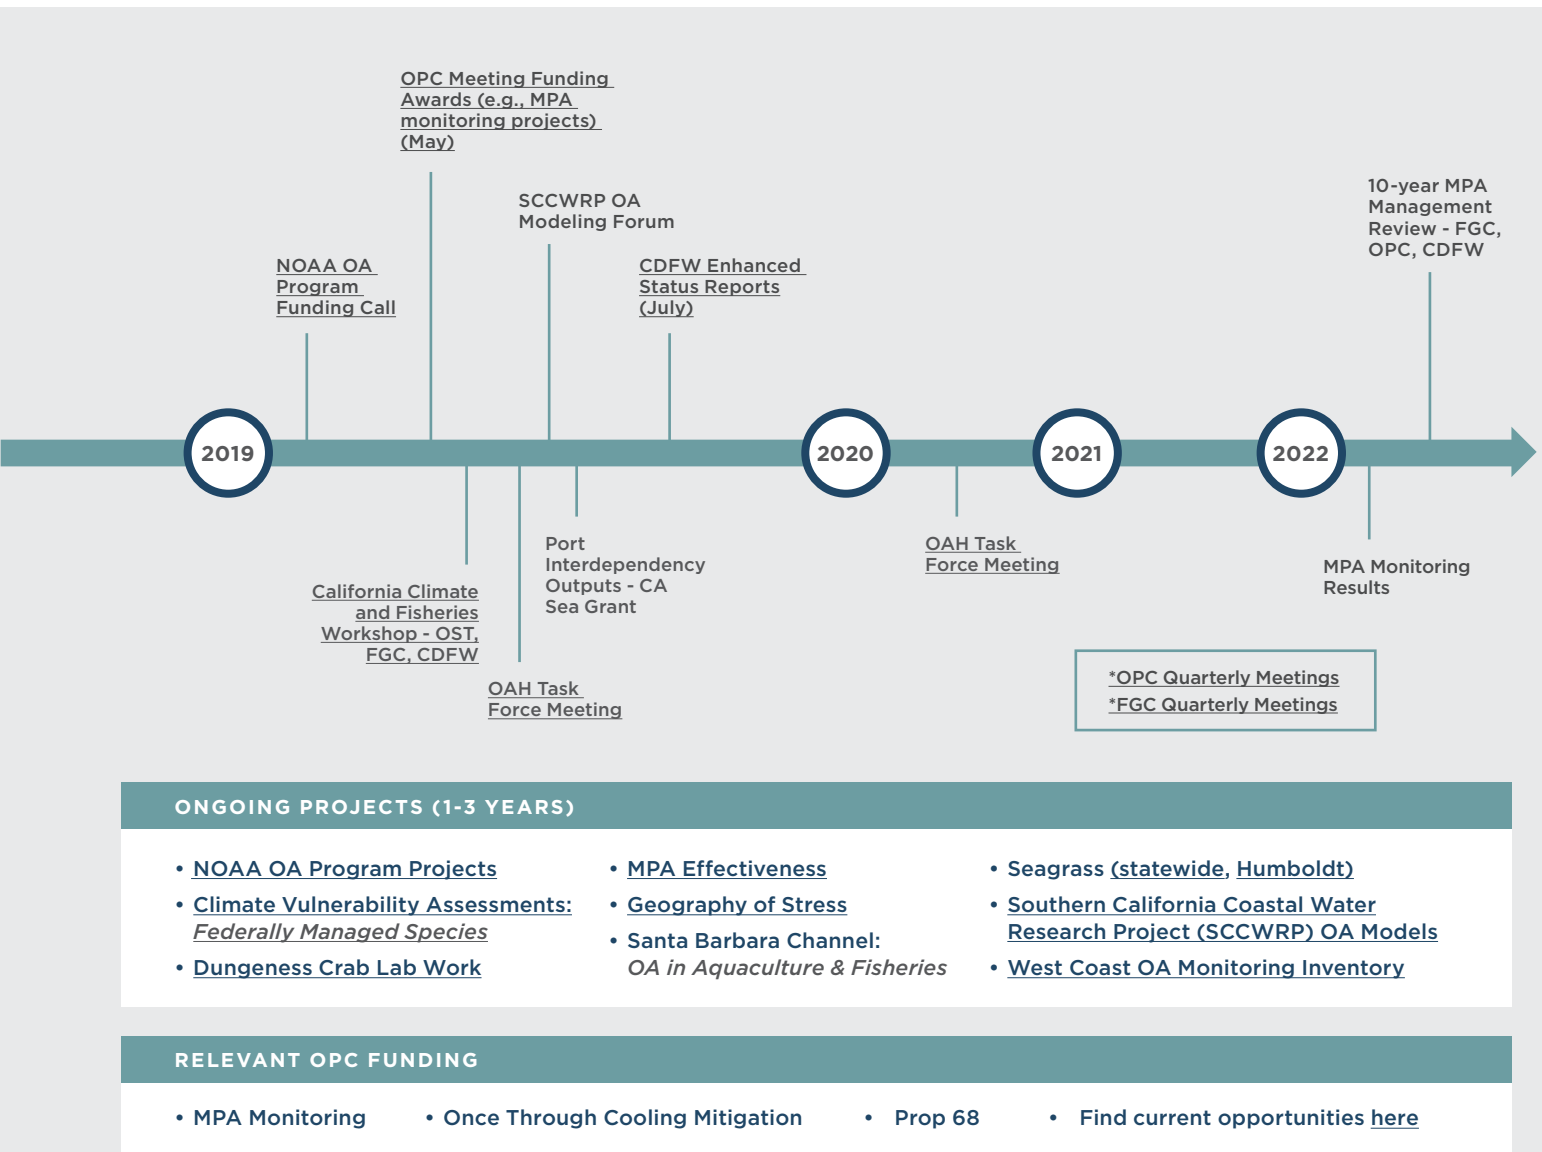 OPC Meeting Funding
Awards (e.g., MPA
monitoring projects)
(May)
SCCWRP OA
Modeling Forum
10-year MPA
Management
Review - FGC,
OPC, CDFW
NOAA OA
Program
Funding Call
CDFW Enhanced
Status Reports
(July)
2019
2020
2021
2022
California Climate
and Fisheries
Workshop - OST,
FGC, CDFW
OAH Task
Force Meeting
Port
Interdependency
Outputs - CA
Sea Grant
OAH Task
Force Meeting
MPA Monitoring
Results
*OPC Quarterly Meetings
*FGC Quarterly Meetings
ONGOING PROJECTS (1-3 YEARS)
• NOAA OA Program Projects
• Climate Vulnerability Assessments:
Federally Managed Species
• Dungeness Crab Lab Work
• MPA Effectiveness
• Geography of Stress
• Santa Barbara Channel:
OA in Aquaculture & Fisheries
• Seagrass (statewide, Humboldt)
• Southern California Coastal Water
Research Project (SCCWRP) OA Models
• West Coast OA Monitoring Inventory
RELEVANT OPC FUNDING
• MPA Monitoring • Once Through Cooling Mitigation • Prop 68 • Find current opportunities here